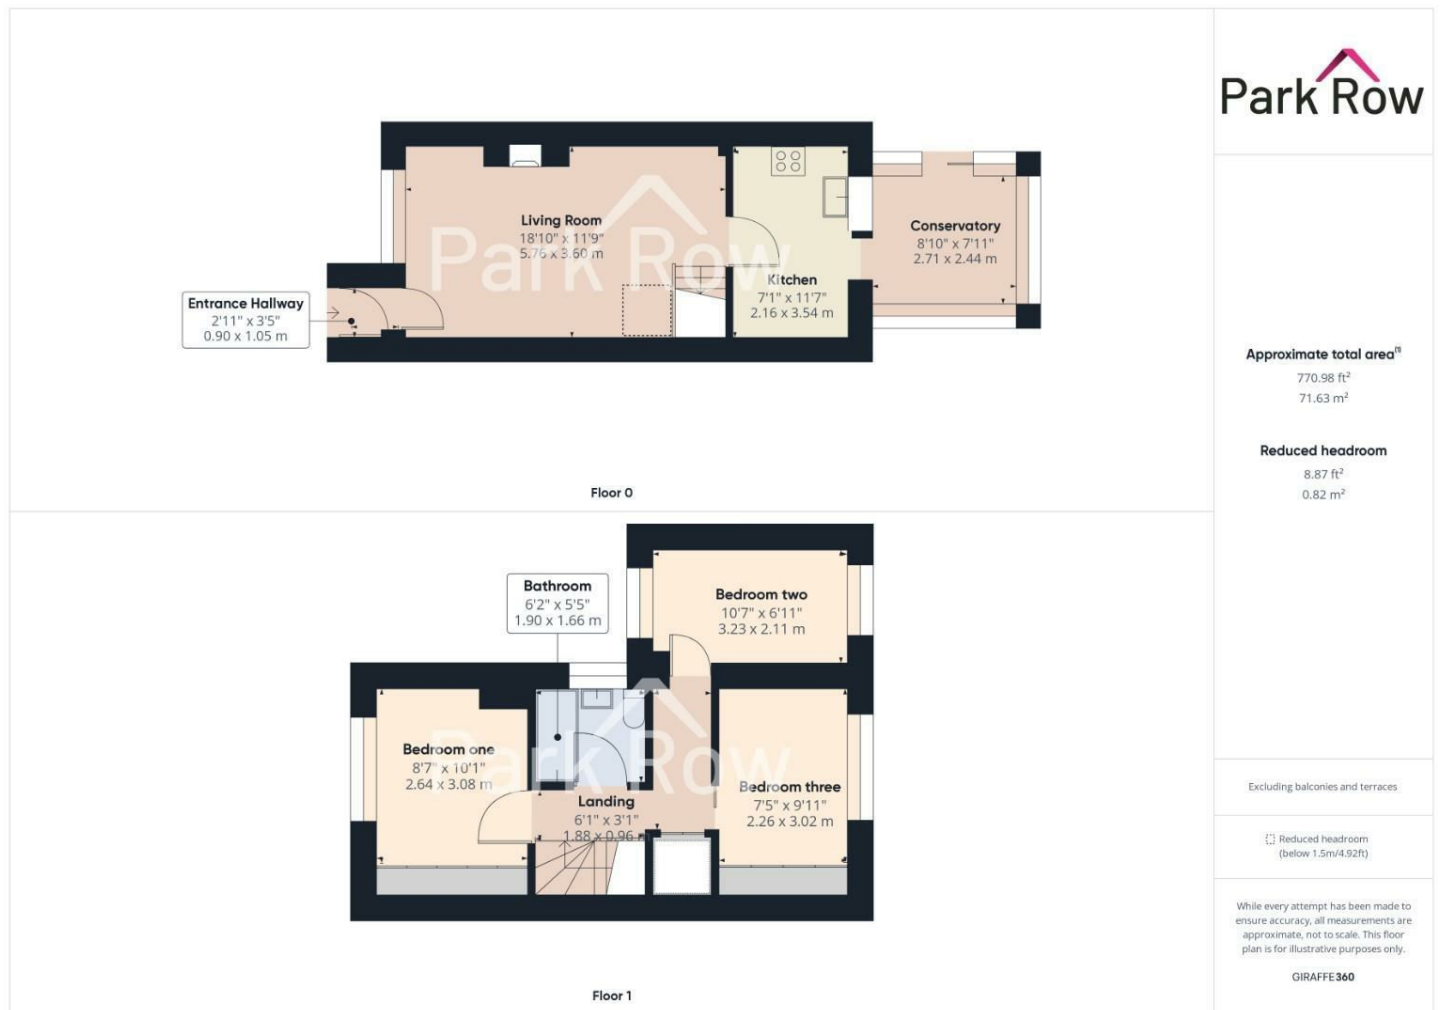 Park Row
Living Room
18'10" x 11'9"
5.76 x 3.60 m
Park Row
Kitchen
7'1" x 11'7"
2.16 x 3.54 m
Conservatory
8'10" x 7'11"
2.71 x 2.44 m
Entrance Hallway
2'11" x 3'5"
0.90 x 1.05 m
Floor 0
Approximate total area(1)
770.98 ft²
71.63 m²
Reduced headroom
8.87 ft²
0.82 m²
Bathroom
6'2" x 5'5"
1.90 x 1.66 m
Bedroom two
10'7" x 6'11"
3.23 x 2.11 m
Bedroom one
8'7" x 10'1"
2.64 x 3.08 m
Park Row
Landing
6'1" x 3'1"
1.88 x 0.96 m
Bedroom three
7'5" x 9'11"
2.26 x 3.02 m
Floor 1
Excluding balconies and terraces
Reduced headroom
(below 1.5m/4.92ft)
While every attempt has been made to
ensure accuracy, all measurements are
approximate, not to scale. This floor
plan is for illustrative purposes only.
GIRAFFE360